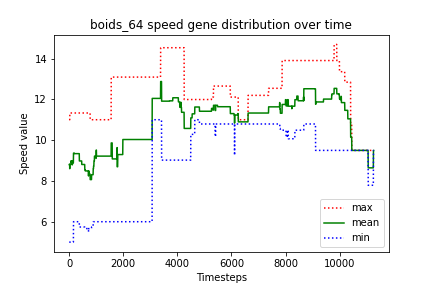 boids_64 speed gene distribution over time
Speed value
14
12
10
8
6
0
2000
4000
6000
8000
10000
Timesteps
max
mean
min